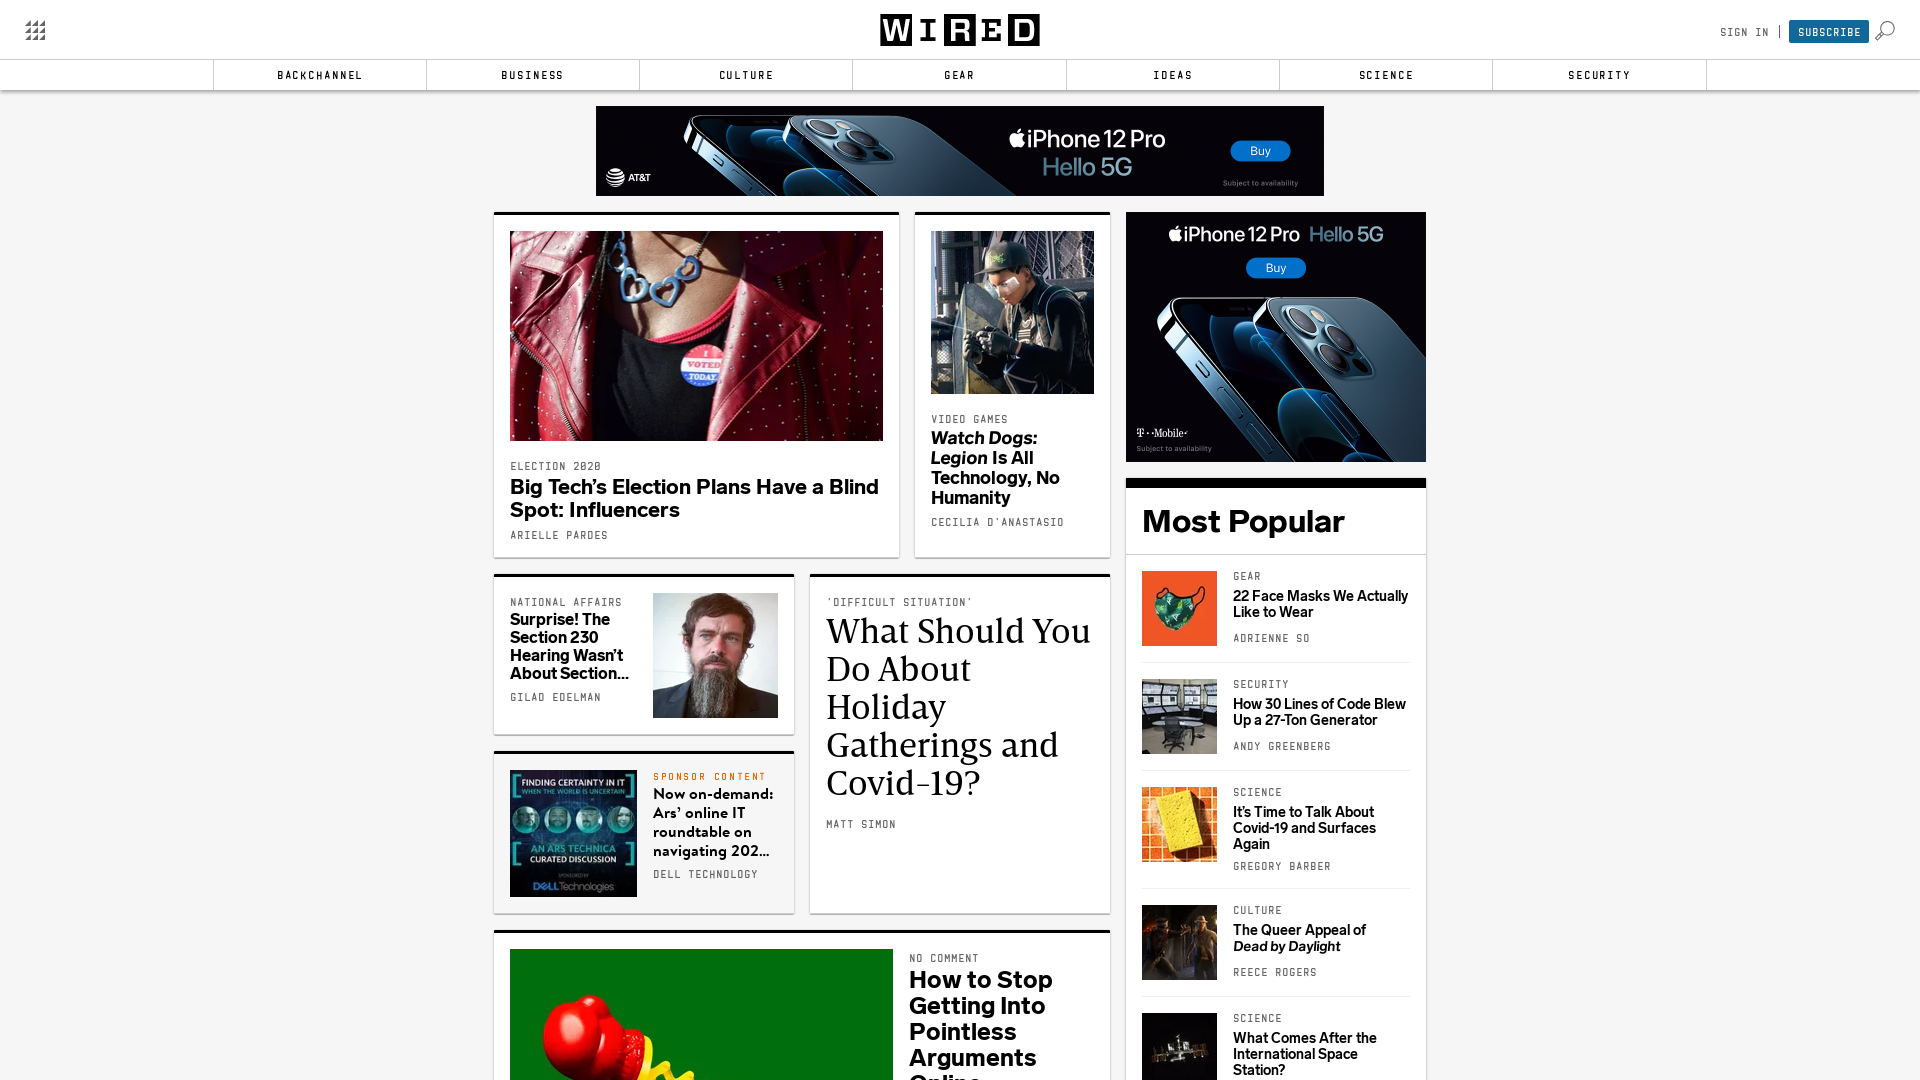 WIRED
SIGN IN
SUBSCRIBE
BACKCHANNEL
BUSINESS
CULTURE
GEAR
IDEAS
SCIENCE
SECURITY
iPhone 12 Pro
Hello 5G
Buy
AT&T
Subject to availability
I
VOTED
TODAY
ELECTION 2020
Big Tech's Election Plans Have a Blind
Spot: Influencers
ARIELLE PARDES
VIDEO GAMES
Watch Dogs:
Legion Is All
Technology, No
Humanity
CECILIA D'ANASTASIO
iPhone 12 Pro Hello 5G
Buy
T-Mobile
Subject to availability
NATIONAL AFFAIRS
Surprise! The
Section 230
Hearing Wasn't
About Section...
GILAD EDELMAN
FINDING CERTAINTY IN IT
WHEN THE WORLD IS UNCERTAIN
AN ARS TECHNICA
CURATED DISCUSSION
SPONSORED BY
DELL Technologies
SPONSOR CONTENT
Now on-demand:
Ars' online IT
roundtable on
navigating 202...
DELL TECHNOLOGY
'DIFFICULT SITUATION'
What Should You
Do About
Holiday
Gatherings and
Covid-19?
MATT SIMON
NO COMMENT
How to Stop
Getting Into
Pointless
Arguments
Online
Most Popular
GEAR
22 Face Masks We Actually
Like to Wear
ADRIENNE SO
SECURITY
How 30 Lines of Code Blew
Up a 27-Ton Generator
ANDY GREENBERG
SCIENCE
It's Time to Talk About
Covid-19 and Surfaces
Again
GREGORY BARBER
CULTURE
The Queer Appeal of
Dead by Daylight
REECE ROGERS
SCIENCE
What Comes After the
International Space
Station?